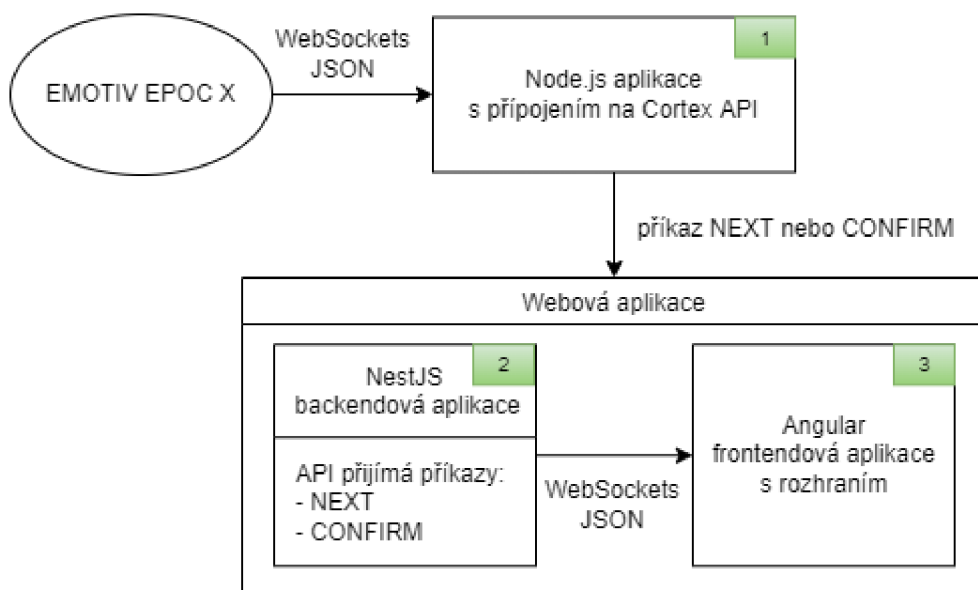 EMOTIV EPOC X
WebSockets
JSON
1
Node.js aplikace
s přípojením na Cortex API
příkaz NEXT nebo CONFIRM
Webová aplikace
2
NestJS
backendová aplikace
API přijímá příkazy:
- NEXT
- CONFIRM
WebSockets
JSON
3
Angular
frontendová aplikace
s rozhraním